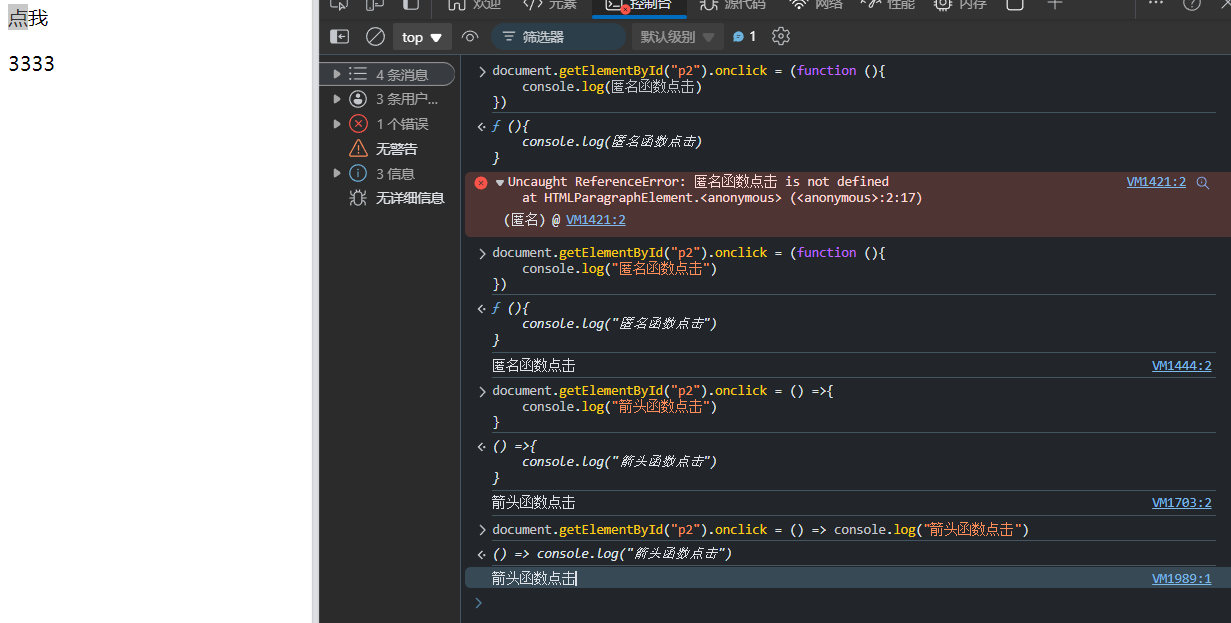 点我
3333
欢迎 元素 控制台 源代码 网络 性能 内存
top 筛选器 默认级别 1
4 条消息
3 条用户...
1 个错误
无警告
3 信息
无详细信息
document.getElementById("p2").onclick = (function (){
console.log(匿名函数点击)
})
ƒ (){
console.log(匿名函数点击)
}
Uncaught ReferenceError: 匿名函数点击 is not defined VM1421:2
at HTMLParagraphElement.<anonymous> (<anonymous>:2:17)
(匿名) @ VM1421:2
document.getElementById("p2").onclick = (function (){
console.log("匿名函数点击")
})
ƒ (){
console.log("匿名函数点击")
}
匿名函数点击 VM1444:2
document.getElementById("p2").onclick = () =>{
console.log("箭头函数点击")
}
() =>{
console.log("箭头函数点击")
}
箭头函数点击 VM1703:2
document.getElementById("p2").onclick = () => console.log("箭头函数点击")
() => console.log("箭头函数点击")
箭头函数点击 VM1989:1